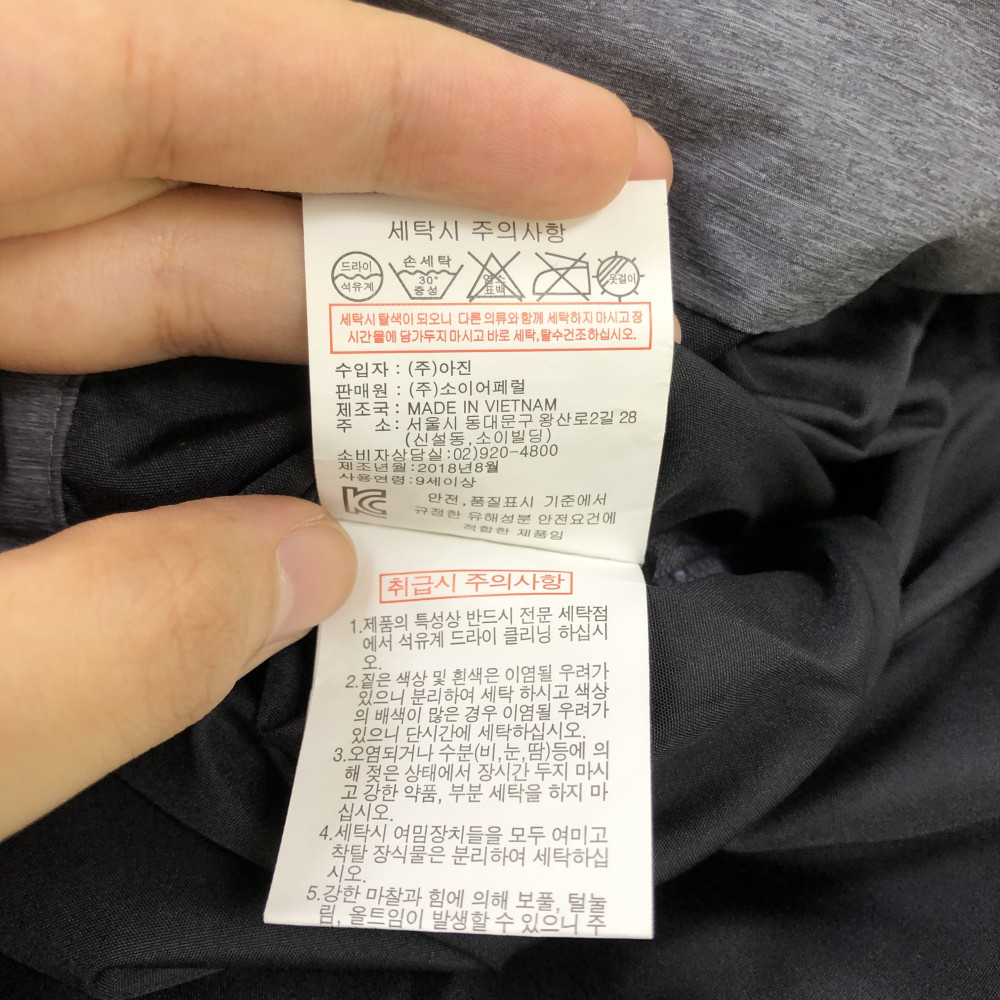 세탁시 주의사항
드라이
석유계
손세탁
30°
중성
염소
표백
옷걸이
세탁시 탈색이 되오니 다른 의류와 함께 세탁하지 마시고 장
시간 물에 담가두지 마시고 바로 세탁,탈수건조하십시오.
수입자 : (주)아진
판매원 : (주)소이어페럴
제조국 : MADE IN VIETNAM
주 소: 서울시 동대문구 왕산로2길 28
(신설동,소이빌딩)
소비자상담실:02)920-4800
제조년월:2018년8월
사용연령:9세이상
안전,품질표시 기준에서
규정한 유해성분 안전요건에
적합한 제품임
취급시 주의사항
1.제품의 특성상 반드시 전문 세탁점
에서 석유계 드라이 클리닝 하십시
오.
2.짙은 색상 및 흰색은 이염될 우려가
있으니 분리하여 세탁 하시고 색상
의 배색이 많은 경우 이염될 우려가
있으니 단시간에 세탁하십시오.
3.오염되거나 수분(비,눈,땀)등에 의
해 젖은 상태에서 장시간 두지 마시
고 강한 약품, 부분 세탁을 하지 마
십시오.
4.세탁시 여밈장치들을 모두 여미고
착탈 장식물은 분리하여 세탁하십
시오.
5.강한 마찰과 힘에 의해 보풀, 털눌
림, 올트임이 발생할 수 있으니 주